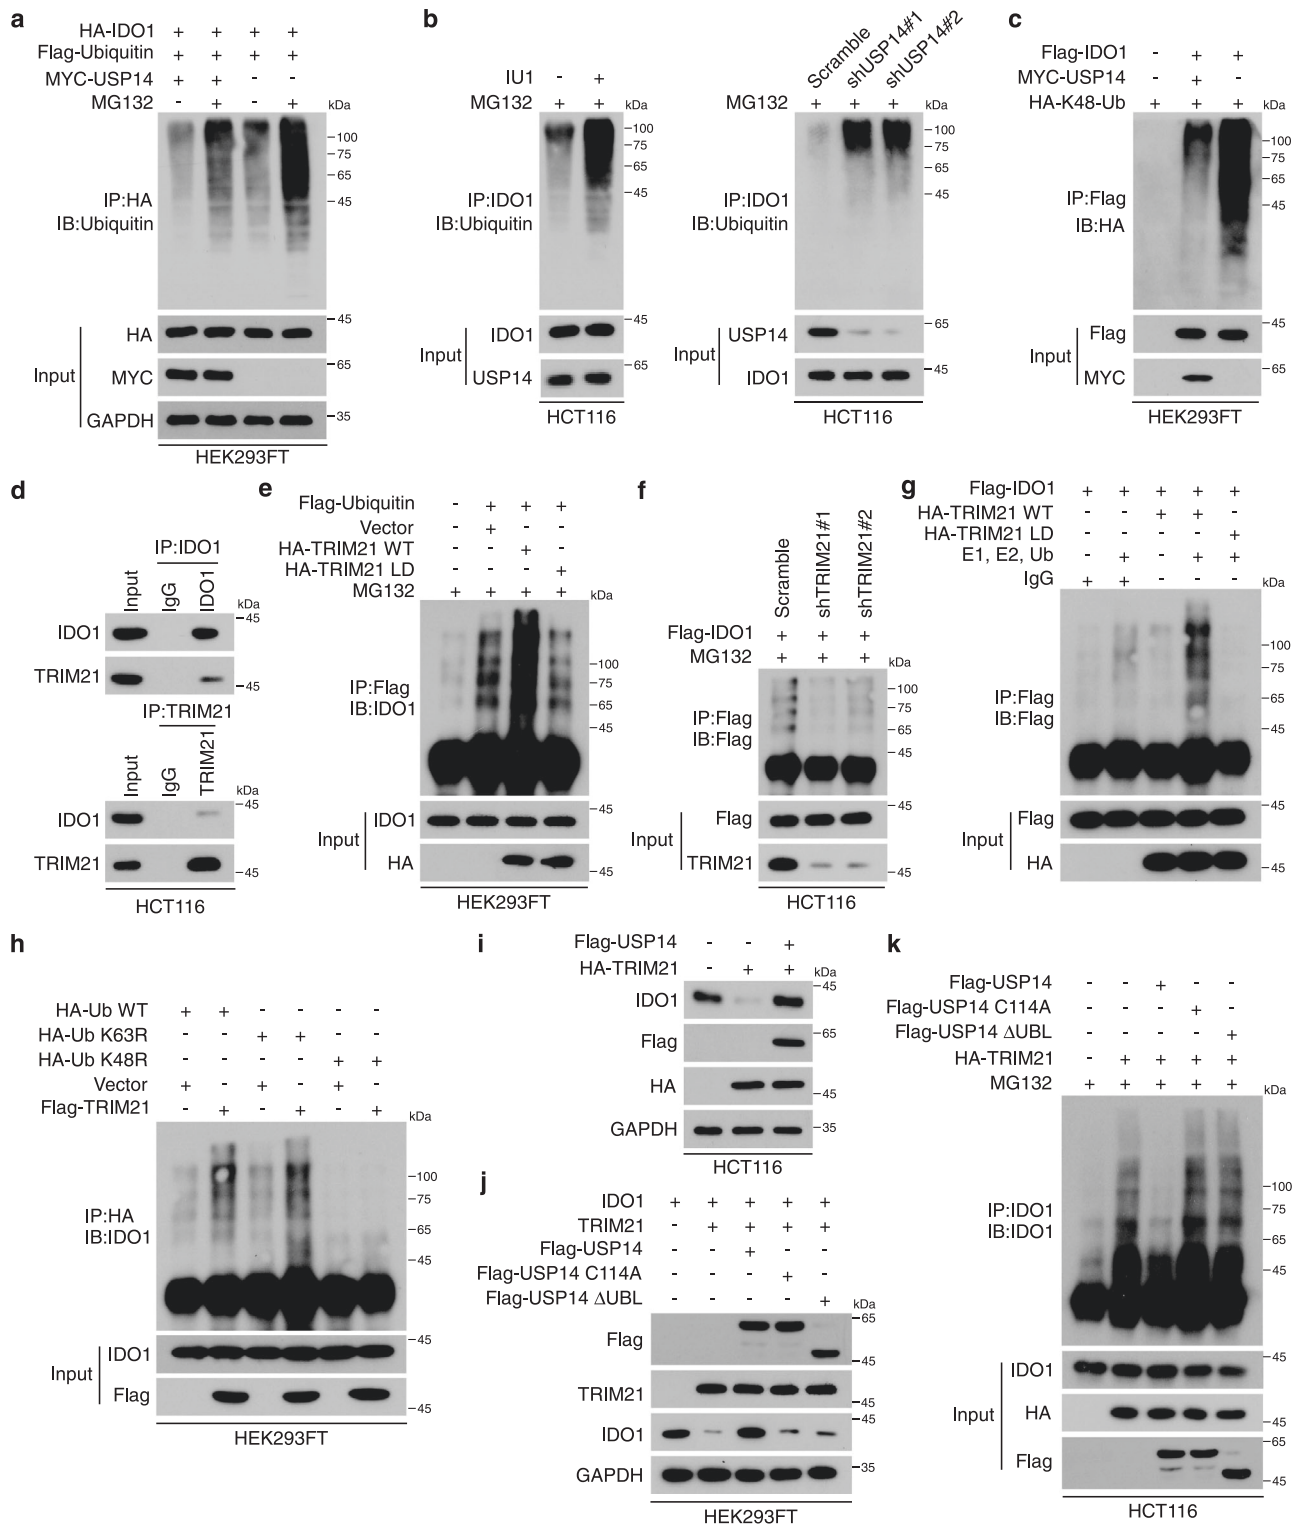 a
HA-IDO1 + + + +
Flag-Ubiquitin + + + +
MYC-USP14 + + - -
MG132 - + - + kDa
100
75
65
45
IP:HA
IB:Ubiquitin
45
HA
65
Input MYC
GAPDH 35
HEK293FT
b
IU1 - +
MG132 + + kDa
100
75
65
45
IP:IDO1
IB:Ubiquitin
Input IDO1
USP14 65
HCT116
Scramble
shUSP14#1
shUSP14#2
MG132 + + + kDa
100
75
65
45
IP:IDO1
IB:Ubiquitin
Input USP14 65
IDO1 45
HCT116
c
Flag-IDO1 - + +
MYC-USP14 - + -
HA-K48-Ub + + + kDa
100
75
65
45
IP:Flag
IB:HA
45
Input Flag
MYC 65
HEK293FT
d
IP:IDO1
Input IgG IDO1 kDa
45
IDO1
TRIM21 45
IP:TRIM21
Input IgG TRIM21 kDa
45
IDO1
TRIM21 45
HCT116
e
Flag-Ubiquitin - + + +
Vector - + - -
HA-TRIM21 WT - - + -
HA-TRIM21 LD - - - +
MG132 + + + + kDa
100
75
65
45
IP:Flag
IB:IDO1
45
Input IDO1
HA 45
HEK293FT
f
Scramble
shTRIM21#1
shTRIM21#2
Flag-IDO1 + + +
MG132 + + + kDa
100
75
65
45
IP:Flag
IB:Flag
45
Input Flag
TRIM21 45
HCT116
g
Flag-IDO1 + + + + +
HA-TRIM21 WT - - + + -
HA-TRIM21 LD - - - - +
E1, E2, Ub - + - + +
IgG + + - - - kDa
100
75
65
45
IP:Flag
IB:Flag
45
Input Flag
HA 45
h
HA-Ub WT + + - - - -
HA-Ub K63R - - + + - -
HA-Ub K48R - - - - + +
Vector + - + - + -
Flag-TRIM21 - + - + - + kDa
100
75
65
45
IP:HA
IB:IDO1
45
Input IDO1
Flag 45
HEK293FT
i
Flag-USP14 - - +
HA-TRIM21 - + + kDa
45
IDO1
65
Flag
HA 45
GAPDH 35
HCT116
j
IDO1 + + + + +
TRIM21 - + + + +
Flag-USP14 - - + - -
Flag-USP14 C114A - - - + -
Flag-USP14 ΔUBL - - - - + kDa
65
Flag
45
TRIM21 45
45
IDO1
GAPDH 35
HEK293FT
k
Flag-USP14 - - + - -
Flag-USP14 C114A - - - + -
Flag-USP14 ΔUBL - - - - +
HA-TRIM21 - + + + +
MG132 + + + + + kDa
100
75
65
45
IP:IDO1
IB:IDO1
45
IDO1
Input HA 45
65
Flag 45
HCT116